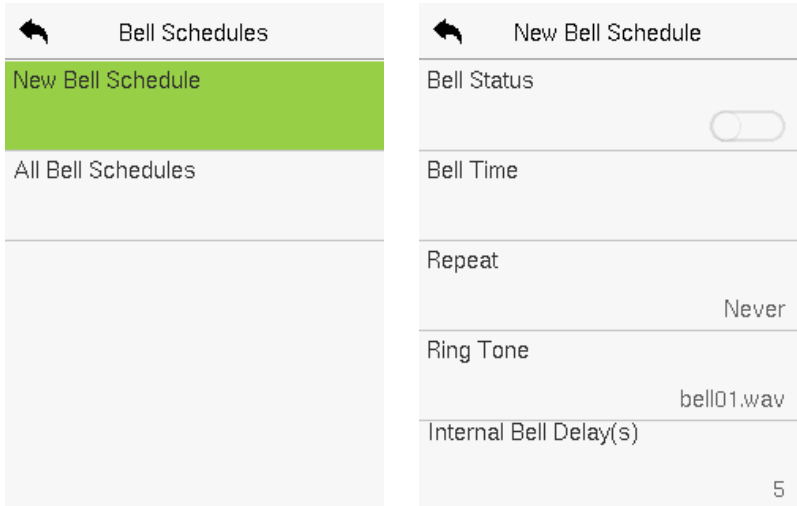 Bell Schedules
New Bell Schedule
All Bell Schedules
New Bell Schedule
Bell Status
Bell Time
Repeat
Never
Ring Tone
bell01.wav
Internal Bell Delay(s)
5